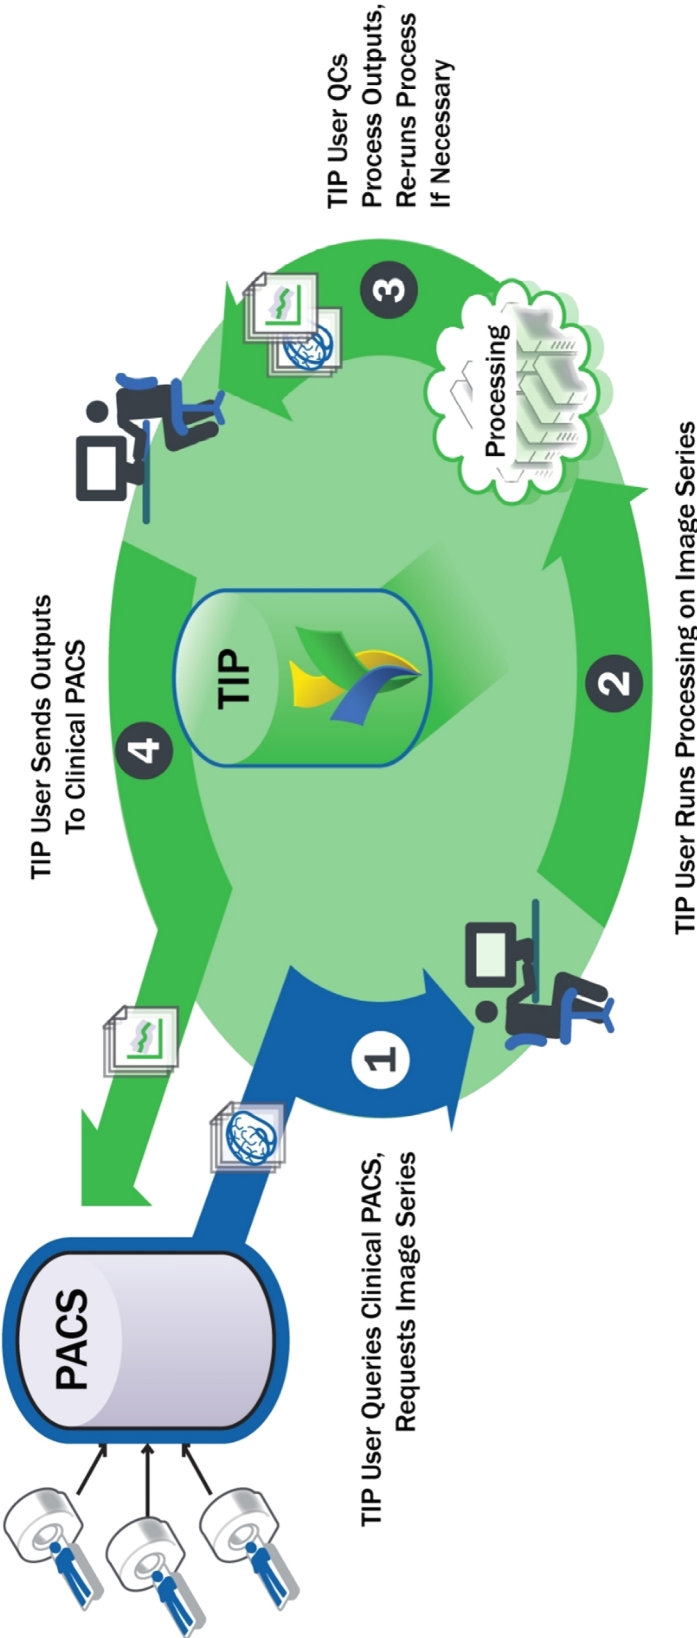 PACS
1
TIP User Queries Clinical PACS,
Requests Image Series
2
TIP User Runs Processing on Image Series
Processing
3
TIP User QCs
Process Outputs,
Re-runs Process
If Necessary
4
TIP User Sends Outputs
To Clinical PACS
TIP